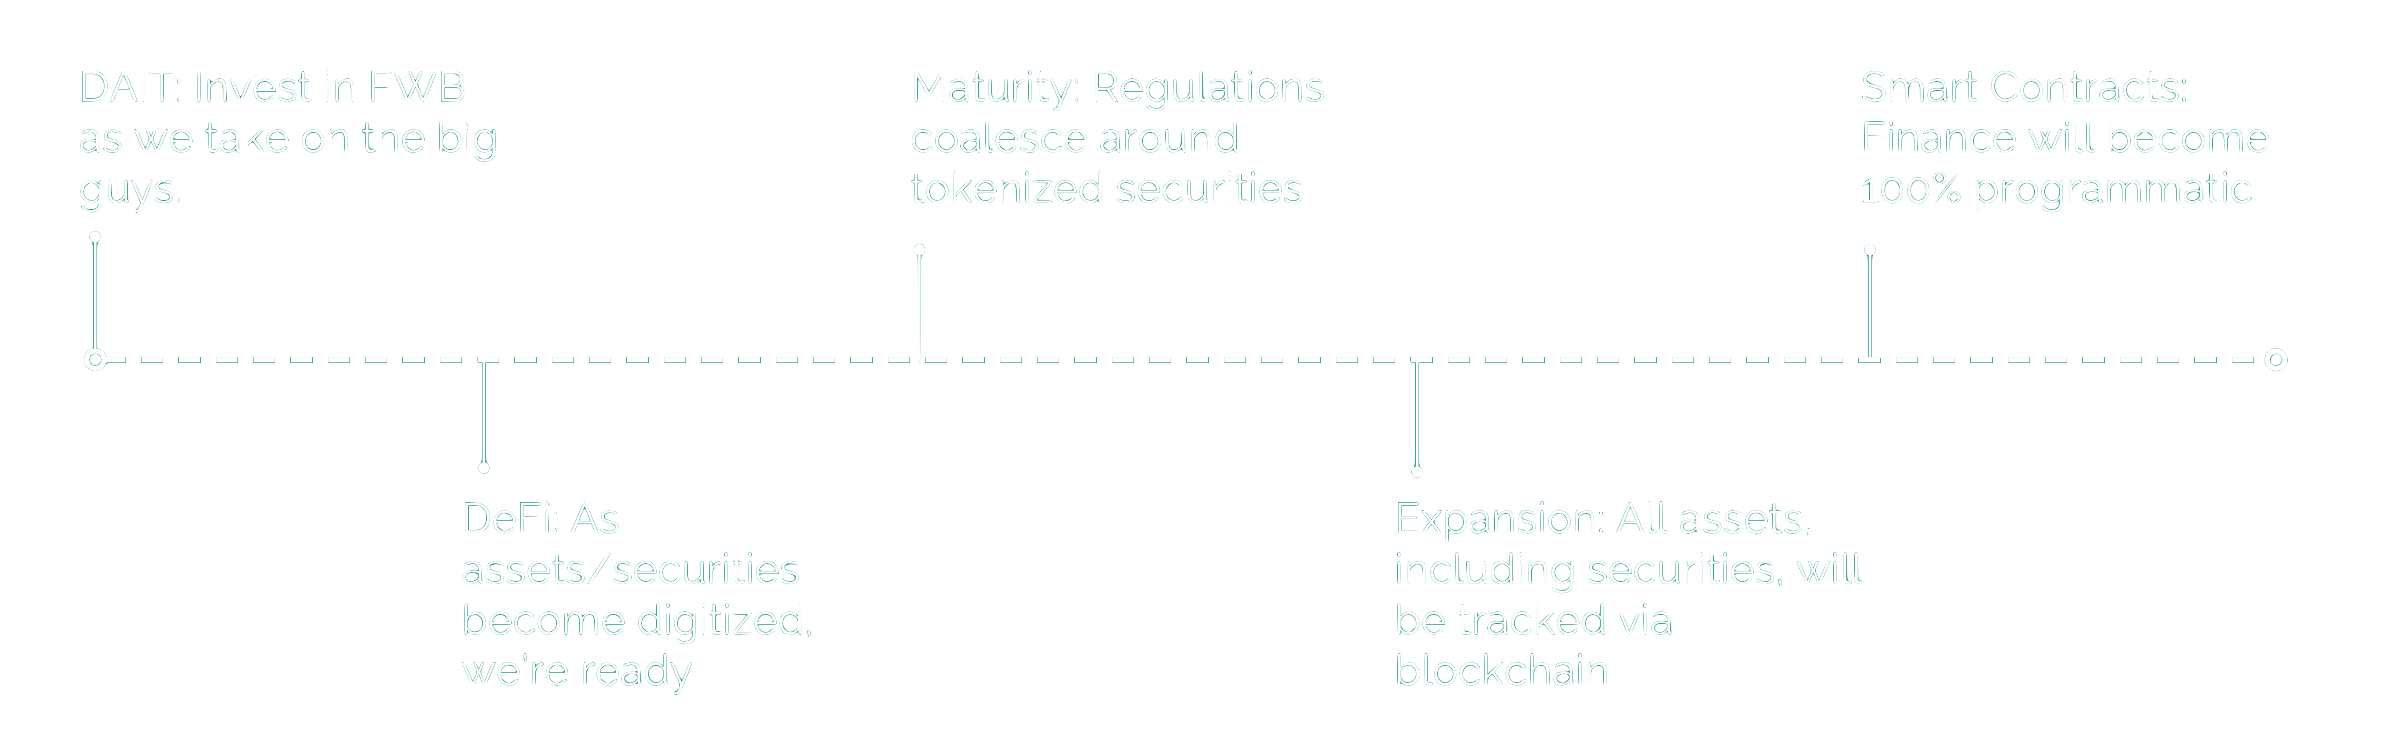 DAIT: Invest in FWB
as we take on the big
guys.
DeFi: As
assets/securities
become digitized,
we're ready
Maturity: Regulations
coalesce around
tokenized securities
Expansion: All assets,
including securities, will
be tracked via
blockchain
Smart Contracts:
Finance will become
100% programmatic